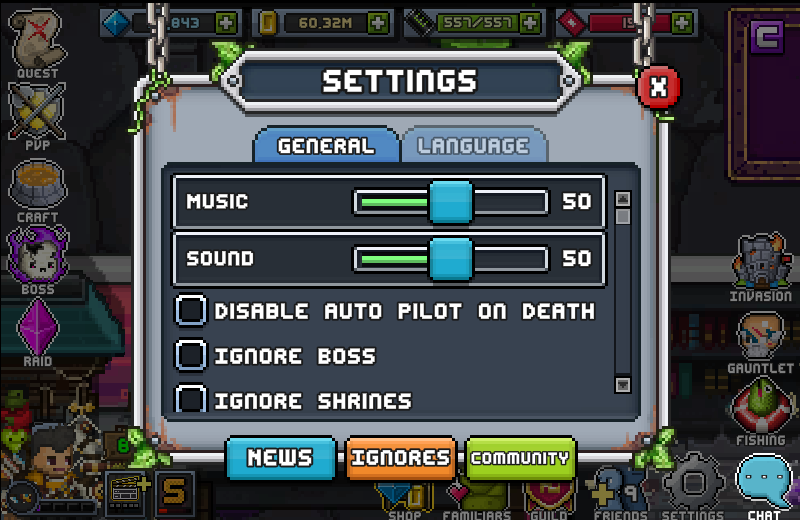 ,843
60,32M
557/557
15
SETTINGS
X
C
QUEST
GENERAL
LANGUAGE
PVP
MUSIC
50
CRAFT
SOUND
50
BOSS
INVASION
DISABLE AUTO PILOT ON DEATH
IGNORE BOSS
RAID
GAUNTLET
IGNORE SHRINES
FISHING
NEWS
IGNORES
COMMUNITY
S
SHOP
FAMILIARS
GUILD
9
FRIENDS
SETTINGS
CHAT